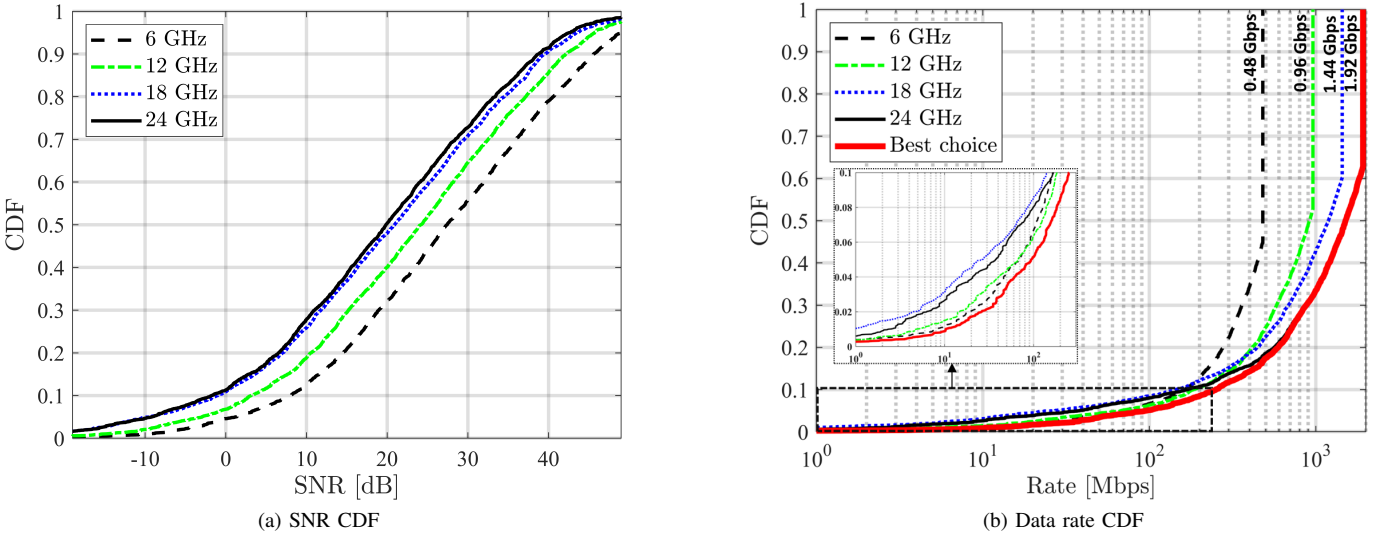 1
0.9
0.8
0.7
0.6
0.5
0.4
0.3
0.2
0.1
0
CDF
6 GHz
12 GHz
18 GHz
24 GHz
-10 0 10 20 30 40
SNR [dB]
(a) SNR CDF
1
0.9
0.8
0.7
0.6
0.5
0.4
0.3
0.2
0.1
0
CDF
6 GHz
12 GHz
18 GHz
24 GHz
Best choice
0.48 Gbps
0.96 Gbps
1.44 Gbps
1.92 Gbps
0.1
0.08
0.06
0.04
0.02
0
10^0 10^1 10^2
10^0 10^1 10^2 10^3
Rate [Mbps]
(b) Data rate CDF